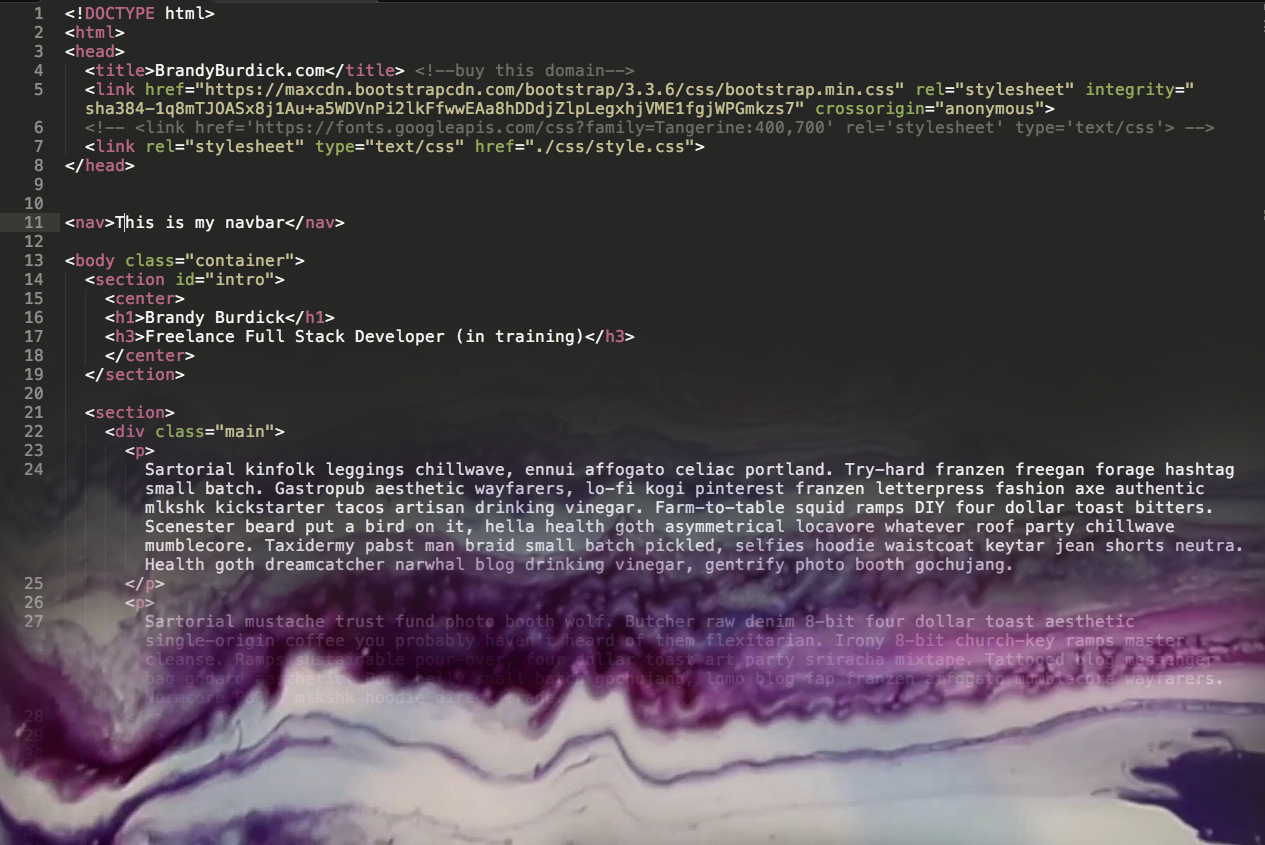 1 <!DOCTYPE html>
2 <html>
3 <head>
4 <title>BrandyBurdick.com</title> <!--buy this domain-->
5 <link href="https://maxcdn.bootstrapcdn.com/bootstrap/3.3.6/css/bootstrap.min.css" rel="stylesheet" integrity="
sha384-1q8mTJOASx8j1Au+a5WDVnPi2lkFfwwEAa8hDDdjZlpLegxhjVME1fgjWPGmkzs7" crossorigin="anonymous">
6 <!-- <link href='https://fonts.googleapis.com/css?family=Tangerine:400,700' rel='stylesheet' type='text/css'> -->
7 <link rel="stylesheet" type="text/css" href="./css/style.css">
8 </head>
9
10
11 <nav>This is my navbar</nav>
12
13 <body class="container">
14 <section id="intro">
15 <center>
16 <h1>Brandy Burdick</h1>
17 <h3>Freelance Full Stack Developer (in training)</h3>
18 </center>
19 </section>
20
21 <section>
22 <div class="main">
23 <p>
24 Sartorial kinfolk leggings chillwave, ennui affogato celiac portland. Try-hard franzen freegan forage hashtag
small batch. Gastropub aesthetic wayfarers, lo-fi kogi pinterest franzen letterpress fashion axe authentic
mlkshk kickstarter tacos artisan drinking vinegar. Farm-to-table squid ramps DIY four dollar toast bitters.
Scenester beard put a bird on it, hella health goth asymmetrical locavore whatever roof party chillwave
mumblecore. Taxidermy pabst man braid small batch pickled, selfies hoodie waistcoat keytar jean shorts neutra.
Health goth dreamcatcher narwhal blog drinking vinegar, gentrify photo booth gochujang.
25 </p>
26 <p>
27 Sartorial mustache trust fund photo booth wolf. Butcher raw denim 8-bit four dollar toast aesthetic
single-origin coffee you probably haven't heard of them flexitarian. Irony 8-bit church-key ramps master
cleanse. Ramps sustainable pour-over, four dollar toast art party sriracha mixtape. Tattooed blog messenger
bag godard aesthetic. small batch gochujang, lomo blog fap franzen affogato mumblecore wayfarers.
mlkshk hoodie
28
29